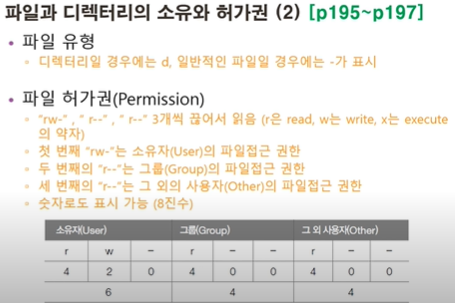 파일과 디렉터리의 소유와 허가권 (2) [p195~p197]
• 파일 유형
◦ 디렉터리일 경우에는 d, 일반적인 파일일 경우에는 -가 표시
• 파일 허가권(Permission)
◦ "rw-" , " r--" , " r--" 3개씩 끊어서 읽음 (r은 read, w는 write, x는 execute
의 약자)
◦ 첫 번째 "rw-"는 소유자(User)의 파일접근 권한
◦ 두 번째의 "r--"는 그룹(Group)의 파일접근 권한
◦ 세 번째의 "r--"는 그 외의 사용자(Other)의 파일접근 권한
◦ 숫자로도 표시 가능 (8진수)
소유자(User) 그룹(Group) 그 외 사용자(Other)
r w - r - - r - -
4 2 0 4 0 0 4 0 0
6 4 4